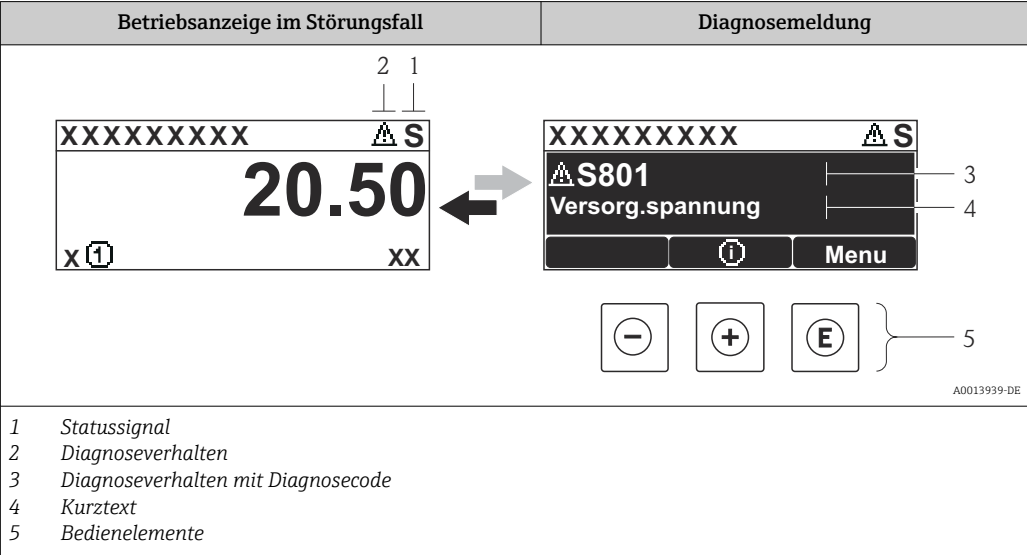 Betriebsanzeige im Störungsfall
Diagnosemeldung
2 1
XXXXXXXXX ⚠ S
20.50
x ① xx
XXXXXXXXX ⚠ S
⚠S801
3
Versorg.spannung
4
ⓘ Menu
− + E
5
A0013939-DE
1 Statussignal
2 Diagnoseverhalten
3 Diagnoseverhalten mit Diagnosecode
4 Kurztext
5 Bedienelemente